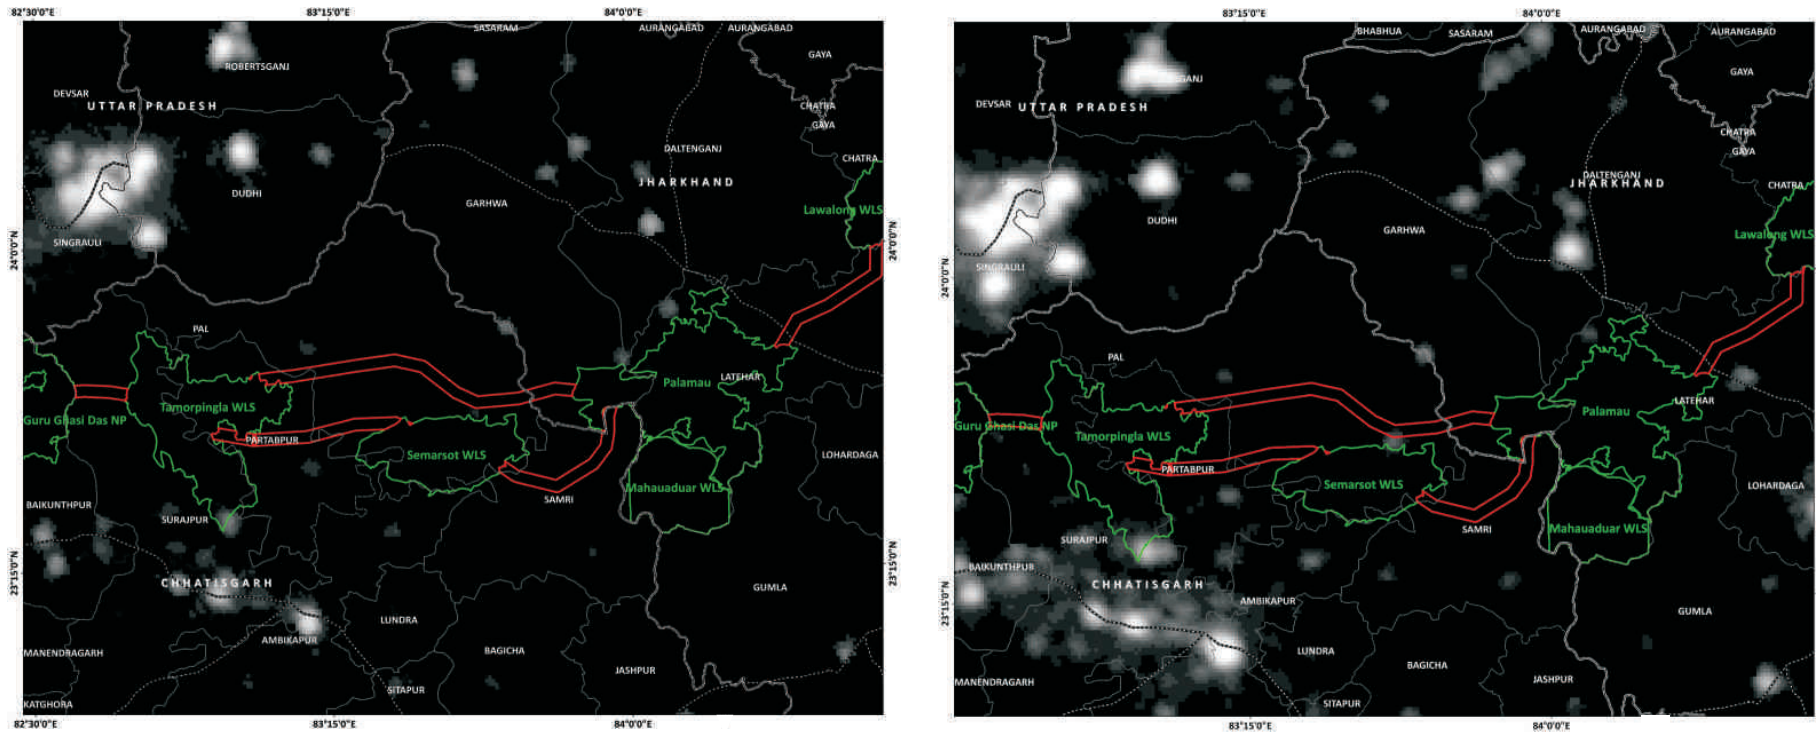 82°30'0"E 83°15'0"E 84°0'0"E
SASARAM AURANGABAD AURANGABAD
GAYA
ROBERTSGANJ
DEVSAR
UTTAR PRADESH
CHATRA
GAYA
DALTENGANJ
CHATRA
JHARKHAND
DUDHI
GARHWA
Lawalong WLS
SINGRAULI
24°0'0"N
24°0'0"N
PAL
LATEHAR
Palamau
Tamorpingla WLS
Guru Ghasi Das NP
PARTABPUR
Semarsot WLS
LOHARDAGA
Mahauaduar WLS
SAMRI
BAIKUNTHPUR
SURAJPUR
23°15'0"N
23°15'0"N
CHHATISGARH
GUMLA
LUNDRA
AMBIKAPUR
MANENDRAGARH
BAGICHA
JASHPUR
SITAPUR
KATGHORA
82°30'0"E 83°15'0"E 84°0'0"E
83°15'0"E 84°0'0"E
BHABHUA SASARAM AURANGABAD AURANGABAD
GAYA
GANJ
DEVSAR
UTTAR PRADESH
CHATRA
GAYA
DALTENGANJ
JHARKHAND
CHATRA
DUDHI
GARHWA
Lawalong WLS
SINGRAULI
24°0'0"N
PAL
LATEHAR
Palamau
Guru Ghasi Das NP
Tamorpingla WLS
PARTABPUR
Semarsot WLS
LOHARDAGA
SAMRI
Mahauaduar WLS
SURAJPUR
BAIKUNTHPUR
CHHATISGARH
23°15'0"N
AMBIKAPUR
GUMLA
LUNDRA
BAGICHA
MANENDRAGARH
JASHPUR
SITAPUR
83°15'0"E 84°0'0"E